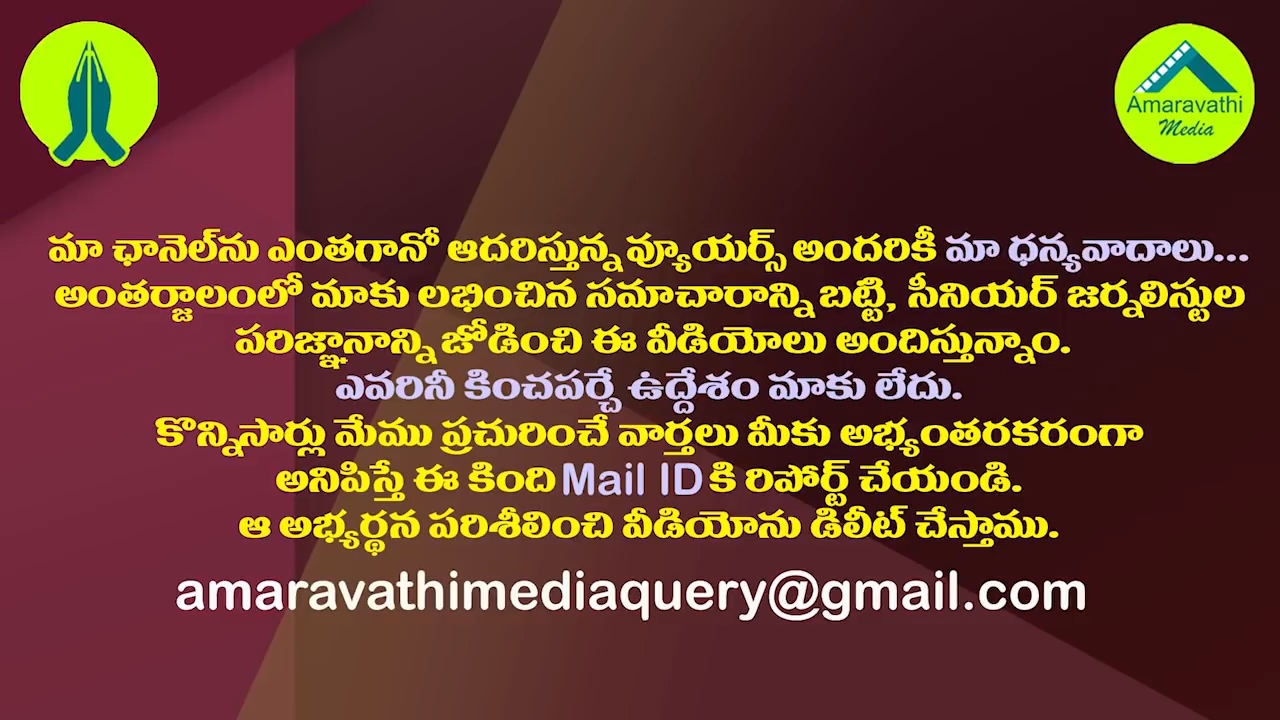 Amaravathi
Media
మా ఛానెల్‌ను ఎంతగానో ఆదరిస్తున్న వ్యూయర్స్ అందరికీ మా ధన్యవాదాలు...
అంతర్జాలంలో మాకు లభించిన సమాచారాన్ని బట్టి, సీనియర్ జర్నలిస్టుల
పరిజ్ఞానాన్ని జోడించి ఈ వీడియోలు అందిస్తున్నాం.
ఎవరినీ కించపర్చే ఉద్దేశం మాకు లేదు.
కొన్నిసార్లు మేము ప్రచురించే వార్తలు మీకు అభ్యంతరకరంగా
అనిపిస్తే ఈ కింది Mail ID కి రిపోర్ట్ చేయండి.
ఆ అభ్యర్థన పరిశీలించి వీడియోను డిలీట్ చేస్తాము.
amaravathimediaquery@gmail.com